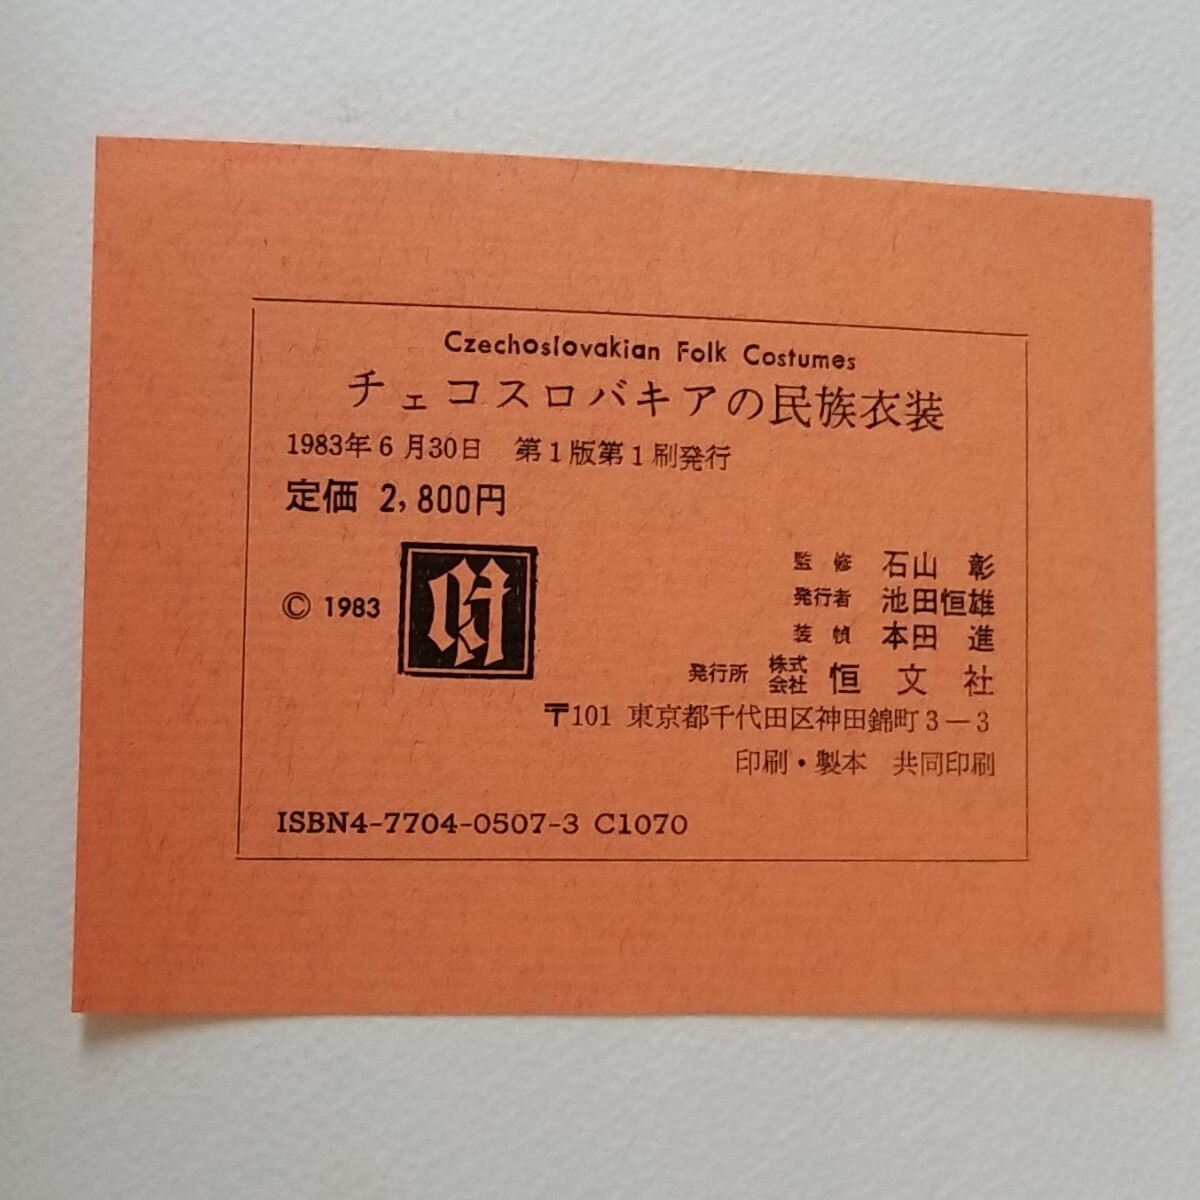 Czechoslovakian Folk Costumes
チェコスロバキアの民族衣装
1983年6月30日　第1版第1刷発行
定価 2,800円
© 1983
監修　石山　彰
発行者　池田恒雄
装幀　本田　進
発行所　株式会社　恒文社
〒101 東京都千代田区神田錦町3―3
印刷・製本　共同印刷
ISBN4-7704-0507-3 C1070